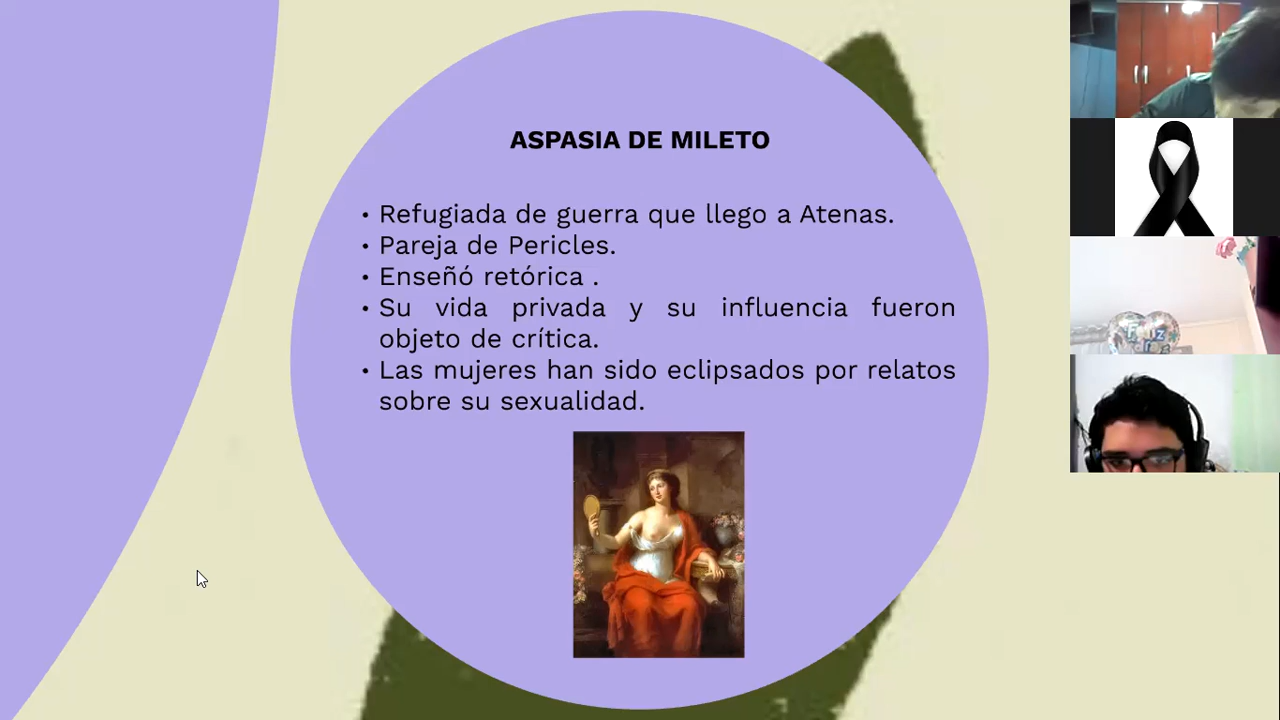 ASPASIA DE MILETO
• Refugiada de guerra que llego a Atenas.
• Pareja de Pericles.
• Enseñó retórica .
• Su vida privada y su influencia fueron
objeto de crítica.
• Las mujeres han sido eclipsados por relatos
sobre su sexualidad.
Feliz